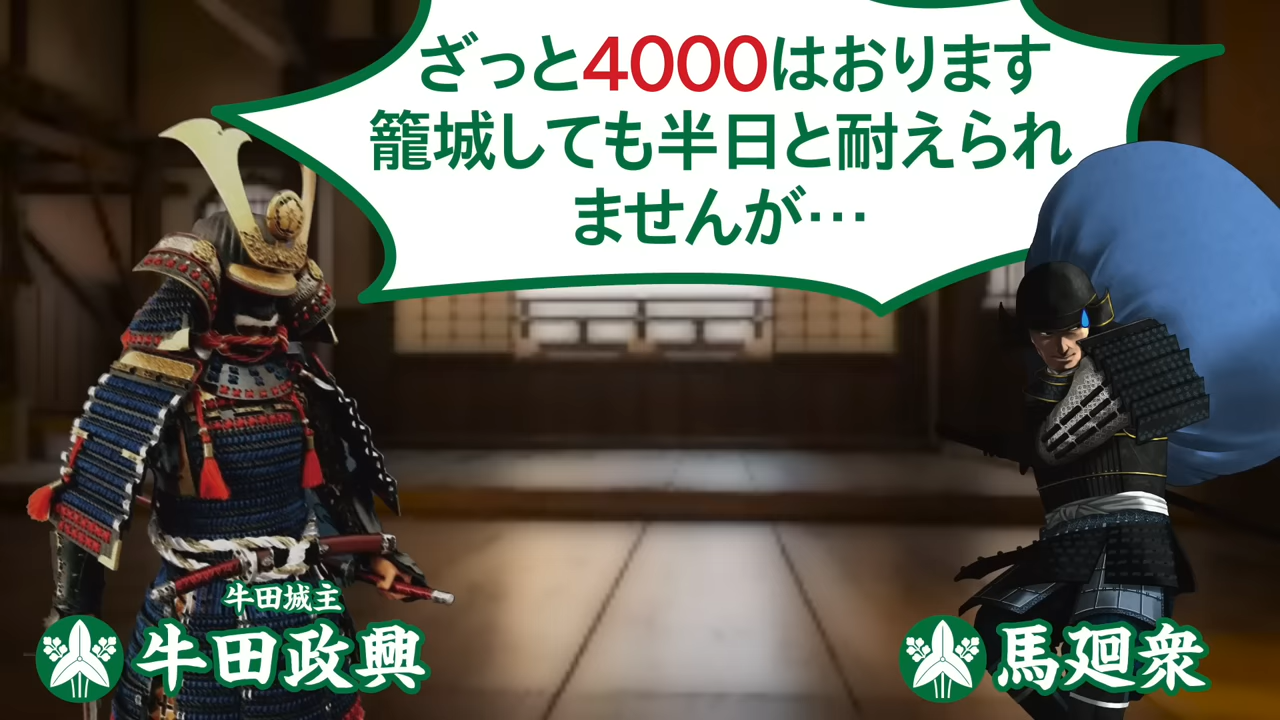 ざっと4000はおります
籠城しても半日と耐えられ
ませんが…
牛田城主
牛田政興
馬廻衆